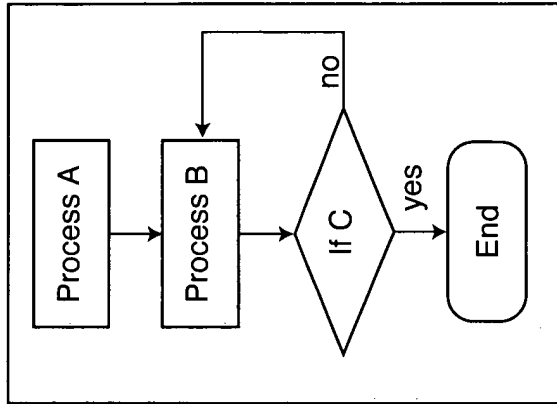 Process A
Process B
no
If C
yes
End